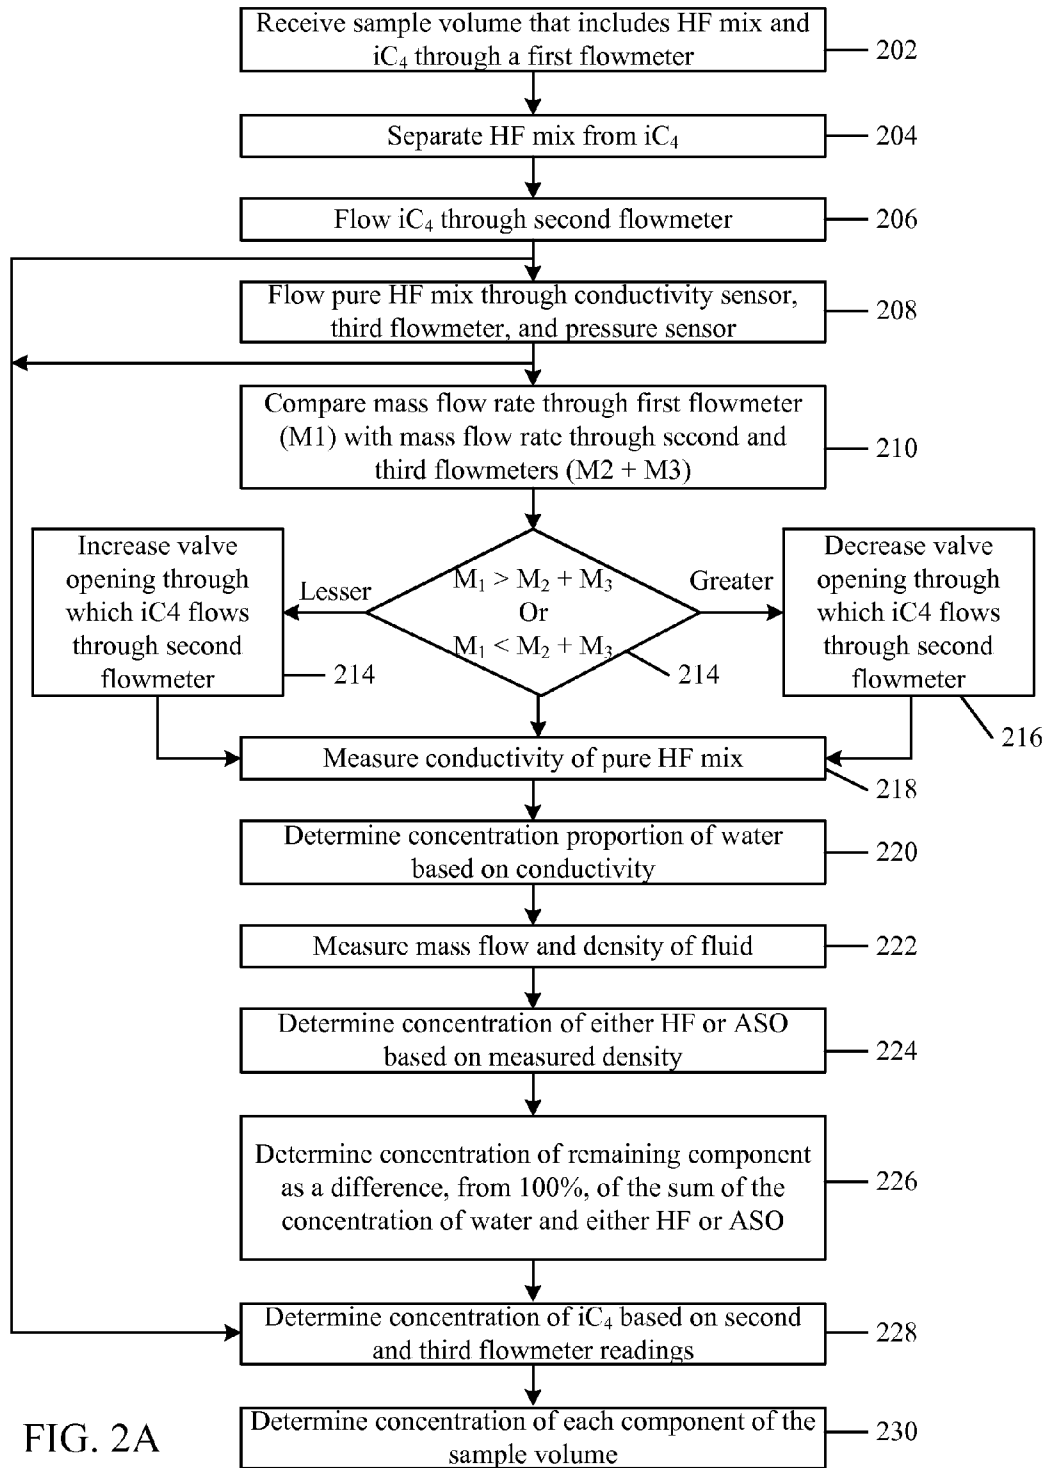 Receive sample volume that includes HF mix and
iC₄ through a first flowmeter
202
Separate HF mix from iC₄
204
Flow iC₄ through second flowmeter
206
Flow pure HF mix through conductivity sensor,
third flowmeter, and pressure sensor
208
Compare mass flow rate through first flowmeter
(M1) with mass flow rate through second and
third flowmeters (M2 + M3)
210
Increase valve
opening through
which iC4 flows
through second
flowmeter
214
Lesser
M₁ > M₂ + M₃
Or
M₁ < M₂ + M₃
214
Greater
Decrease valve
opening through
which iC4 flows
through second
flowmeter
216
Measure conductivity of pure HF mix
218
Determine concentration proportion of water
based on conductivity
220
Measure mass flow and density of fluid
222
Determine concentration of either HF or ASO
based on measured density
224
Determine concentration of remaining component
as a difference, from 100%, of the sum of the
concentration of water and either HF or ASO
226
Determine concentration of iC₄ based on second
and third flowmeter readings
228
Determine concentration of each component of the
sample volume
230
FIG. 2A